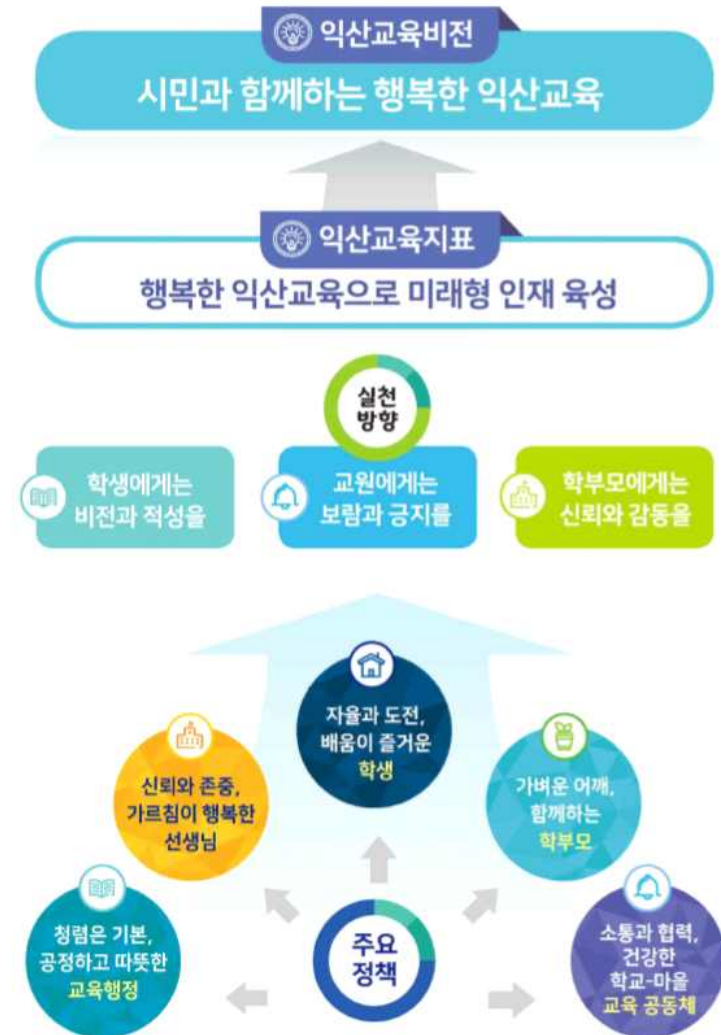 익산교육비전
시민과 함께하는 행복한 익산교육
익산교육지표
행복한 익산교육으로 미래형 인재 육성
실천
방향
학생에게는
비전과 적성을
교원에게는
보람과 긍지를
학부모에게는
신뢰와 감동을
자율과 도전,
배움이 즐거운
학생
신뢰와 존중,
가르침이 행복한
선생님
가벼운 어깨,
함께하는
학부모
청렴은 기본,
공정하고 따뜻한
교육행정
주요
정책
소통과 협력,
건강한
학교-마을
교육 공동체